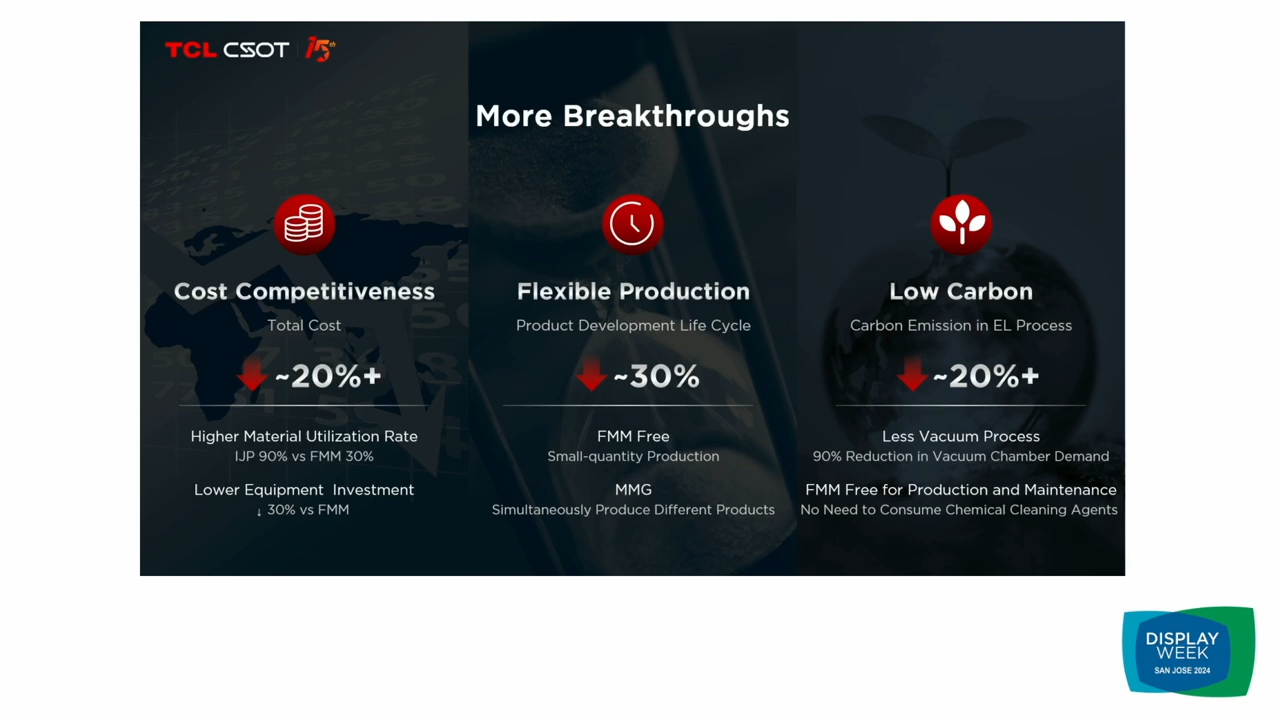 TCL CSOT 15th
More Breakthroughs
Cost Competitiveness
Total Cost
~20%+
Higher Material Utilization Rate
IJP 90% vs FMM 30%
Lower Equipment Investment
↓ 30% vs FMM
Flexible Production
Product Development Life Cycle
~30%
FMM Free
Small-quantity Production
MMG
Simultaneously Produce Different Products
Low Carbon
Carbon Emission in EL Process
~20%+
Less Vacuum Process
90% Reduction in Vacuum Chamber Demand
FMM Free for Production and Maintenance
No Need to Consume Chemical Cleaning Agents
DISPLAY
WEEK
SAN JOSE 2024